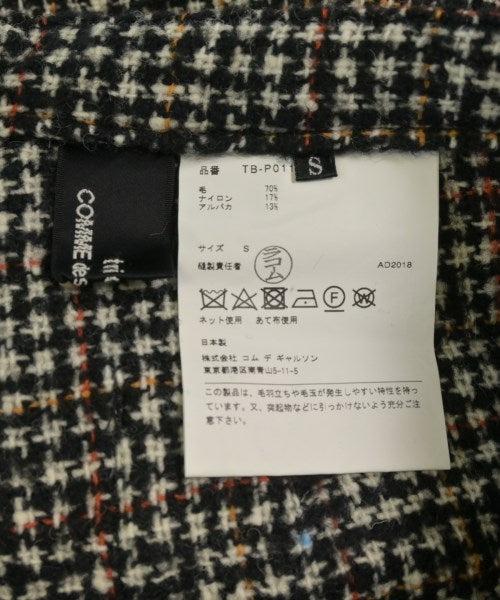 COMME des
品番 TB-P011
S
毛 70%
ナイロン 17%
アルパカ 13%
サイズ S
縫製責任者 コム
AD2018
F W
ネット使用 あて布使用
日本製
株式会社 コム デ ギャルソン
東京都港区南青山5-11-5
この製品は、毛羽立ちや毛玉が発生しやすい特性を持っ
ています。又、突起物などに引っかけないよう充分ご注
意下さい。